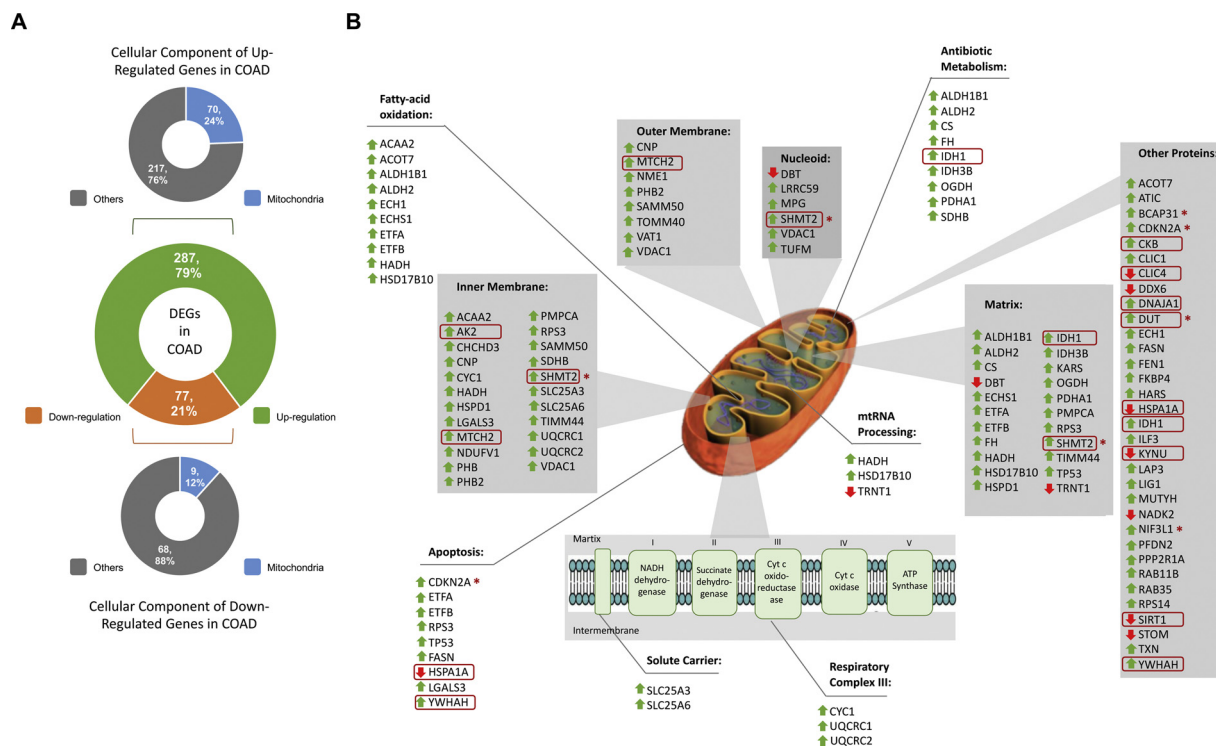 A
Cellular Component of Up-
Regulated Genes in COAD
70,
24%
217,
76%
Others
Mitochondria
287,
79%
DEGs
in
COAD
77,
21%
Down-regulation
Up-regulation
9,
12%
68,
88%
Others
Mitochondria
Cellular Component of Down-
Regulated Genes in COAD
B
Fatty-acid
oxidation:
ACAA2
ACOT7
ALDH1B1
ALDH2
ECH1
ECHS1
ETFA
ETFB
HADH
HSD17B10
Outer Membrane:
CNP
MTCH2
NME1
PHB2
SAMM50
TOMM40
VAT1
VDAC1
Nucleoid:
DBT
LRRC59
MPG
SHMT2 *
VDAC1
TUFM
Antibiotic
Metabolism:
ALDH1B1
ALDH2
CS
FH
IDH1
IDH3B
OGDH
PDHA1
SDHB
Other Proteins:
ACOT7
ATIC
BCAP31 *
CDKN2A *
CKB
CLIC1
CLIC4
DDX6
DNAJA1
DUT *
ECH1
FASN
FEN1
FKBP4
HARS
HSPA1A
IDH1
ILF3
KYNU
LAP3
LIG1
MUTYH
NADK2
NIF3L1 *
PFDN2
PPP2R1A
RAB11B
RAB35
RPS14
SIRT1
STOM
TXN
YWHAH
Inner Membrane:
ACAA2
AK2
CHCHD3
CNP
CYC1
HADH
HSPD1
LGALS3
MTCH2
NDUFV1
PHB
PHB2
PMPCA
RPS3
SAMM50
SDHB
SHMT2 *
SLC25A3
SLC25A6
TIMM44
UQCRC1
UQCRC2
VDAC1
Matrix:
ALDH1B1
ALDH2
CS
DBT
ECHS1
ETFA
ETFB
FH
HADH
HSD17B10
HSPD1
IDH1
IDH3B
KARS
OGDH
PDHA1
PMPCA
RPS3
SHMT2 *
TIMM44
TP53
TRNT1
mtRNA
Processing:
HADH
HSD17B10
TRNT1
Apoptosis:
CDKN2A *
ETFA
ETFB
RPS3
TP53
FASN
HSPA1A
LGALS3
YWHAH
Martix
I
II
III
IV
V
NADH
dehydro-
genase
Succinate
dehydro-
genase
Cyt c
oxido-
reductase
ase
Cyt c
oxidase
ATP
Synthase
Intermembrane
Solute Carrier:
SLC25A3
SLC25A6
Respiratory
Complex III:
CYC1
UQCRC1
UQCRC2